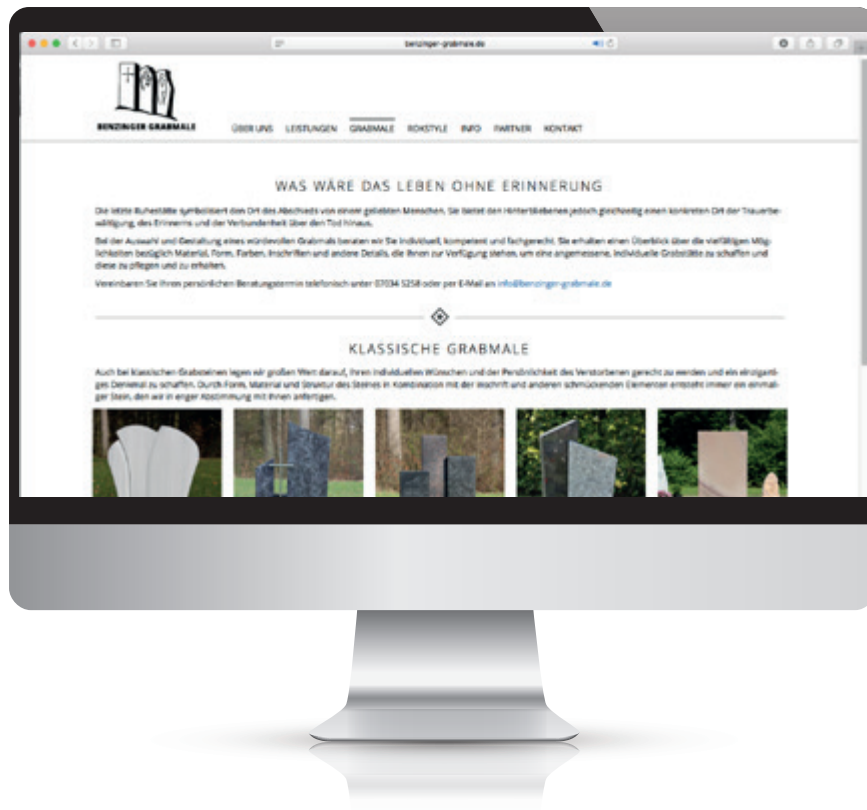 benzinger-grabmale.de
BENZINGER GRABMALE
ÜBER UNS LEISTUNGEN GRABMALE ROKSTYLE INFO PARTNER KONTAKT
WAS WÄRE DAS LEBEN OHNE ERINNERUNG
Die letzte Ruhestätte symbolisiert den Ort des Abschieds von einem geliebten Menschen. Sie bietet den Hinterbliebenen jedoch gleichzeitig einen konkreten Ort der Trauerbe-
wältigung, des Erinnerns und der Verbundenheit über den Tod hinaus.
Bei der Auswahl und Gestaltung eines würdevollen Grabmals beraten wir Sie individuell, kompetent und fachgerecht. Sie erhalten einen Überblick über die vielfältigen Mög-
lichkeiten bezüglich Material, Form, Farben, Inschriften und andere Details, die Ihnen zur Verfügung stehen, um eine angemessene, individuelle Grabstätte zu schaffen und
diese zu pflegen und zu erhalten.
Vereinbaren Sie Ihren persönlichen Beratungstermin telefonisch unter 07034 5258 oder per E-Mail an info@benzinger-grabmale.de
KLASSISCHE GRABMALE
Auch bei klassischen Grabsteinen legen wir großen Wert darauf, Ihren individuellen Wünschen und der Persönlichkeit des Verstorbenen gerecht zu werden und ein einzigarti-
ges Denkmal zu schaffen. Durch Form, Material und Struktur des Steines in Kombination mit der Inschrift und anderen schmückenden Elementen entsteht immer ein einmali-
ger Stein, den wir in enger Abstimmung mit Ihnen anfertigen.